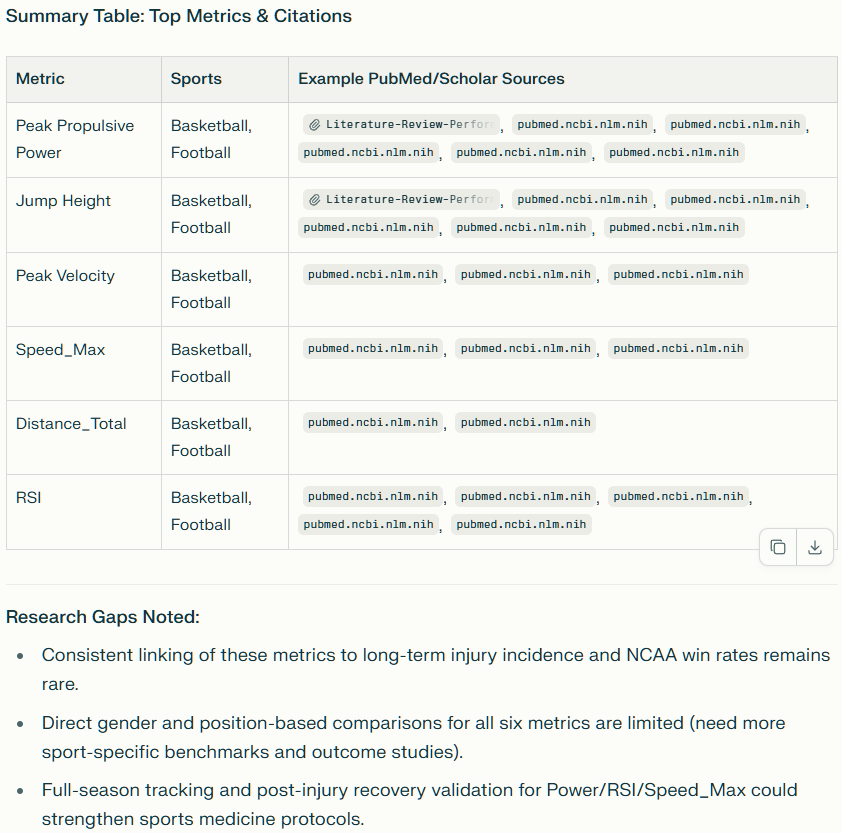 Summary Table: Top Metrics & Citations
Metric Sports Example PubMed/Scholar Sources
Peak Propulsive Power Basketball, Football Literature-Review-Perfor, pubmed.ncbi.nlm.nih, pubmed.ncbi.nlm.nih,
pubmed.ncbi.nlm.nih, pubmed.ncbi.nlm.nih, pubmed.ncbi.nlm.nih
Jump Height Basketball, Football Literature-Review-Perfor, pubmed.ncbi.nlm.nih, pubmed.ncbi.nlm.nih,
pubmed.ncbi.nlm.nih, pubmed.ncbi.nlm.nih, pubmed.ncbi.nlm.nih
Peak Velocity Basketball, Football pubmed.ncbi.nlm.nih, pubmed.ncbi.nlm.nih, pubmed.ncbi.nlm.nih
Speed_Max Basketball, Football pubmed.ncbi.nlm.nih, pubmed.ncbi.nlm.nih, pubmed.ncbi.nlm.nih
Distance_Total Basketball, Football pubmed.ncbi.nlm.nih, pubmed.ncbi.nlm.nih
RSI Basketball, Football pubmed.ncbi.nlm.nih, pubmed.ncbi.nlm.nih, pubmed.ncbi.nlm.nih,
pubmed.ncbi.nlm.nih, pubmed.ncbi.nlm.nih
Research Gaps Noted:
• Consistent linking of these metrics to long-term injury incidence and NCAA win rates remains
rare.
• Direct gender and position-based comparisons for all six metrics are limited (need more
sport-specific benchmarks and outcome studies).
• Full-season tracking and post-injury recovery validation for Power/RSI/Speed_Max could
strengthen sports medicine protocols.